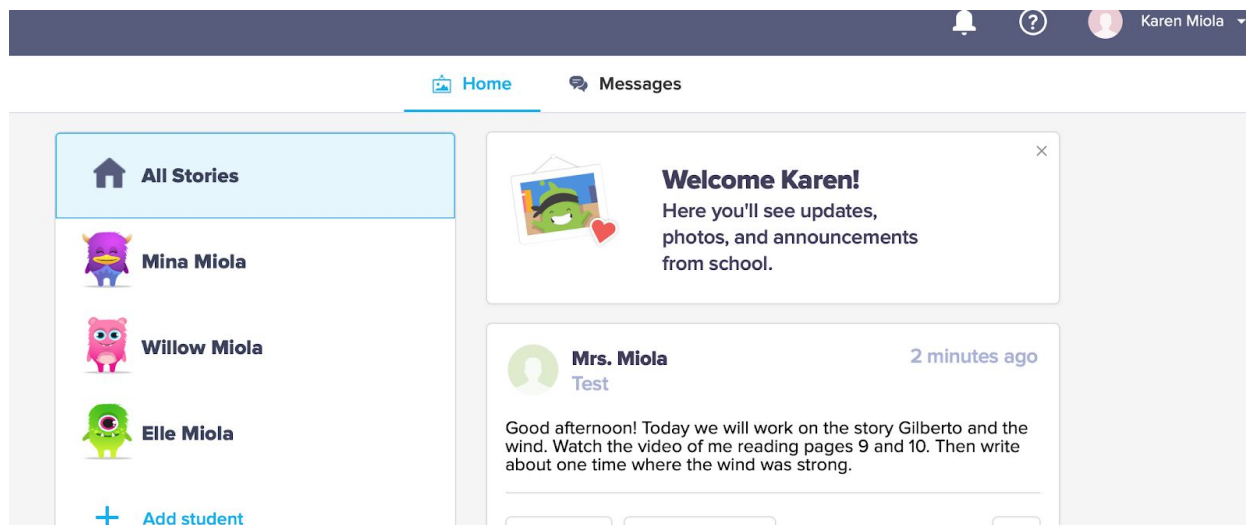 Karen Miola
Home
Messages
All Stories
Mina Miola
Willow Miola
Elle Miola
Add student
Welcome Karen!
Here you'll see updates,
photos, and announcements
from school.
Mrs. Miola
2 minutes ago
Test
Good afternoon! Today we will work on the story Gilberto and the
wind. Watch the video of me reading pages 9 and 10. Then write
about one time where the wind was strong.